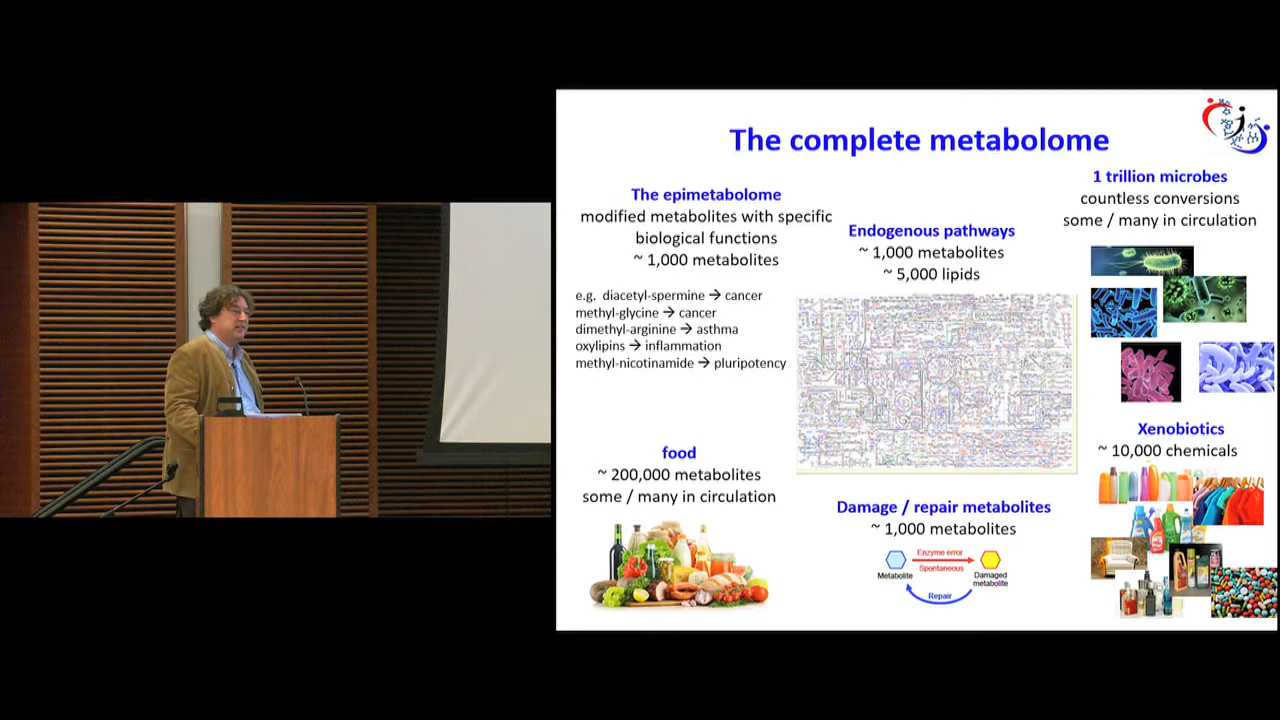 The complete metabolome
The epimetabolome
modified metabolites with specific
biological functions
~ 1,000 metabolites
e.g. diacetyl-spermine → cancer
methyl-glycine → cancer
dimethyl-arginine → asthma
oxylipins → inflammation
methyl-nicotinamide → pluripotency
Endogenous pathways
~ 1,000 metabolites
~ 5,000 lipids
1 trillion microbes
countless conversions
some / many in circulation
food
~ 200,000 metabolites
some / many in circulation
Damage / repair metabolites
~ 1,000 metabolites
Enzyme error
Spontaneous
Metabolite
Damaged
metabolite
Repair
Xenobiotics
~ 10,000 chemicals